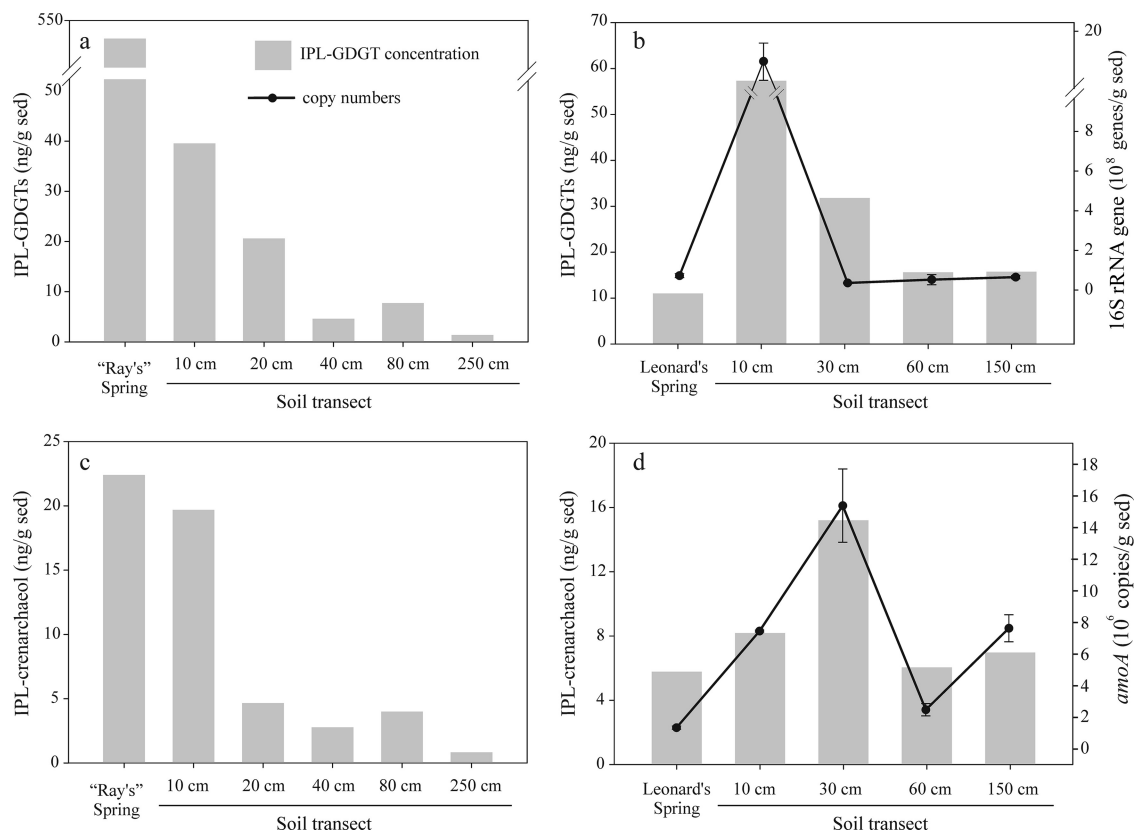 a
IPL-GDGT concentration
copy numbers
IPL-GDGTs (ng/g sed)
550
50
40
30
20
10
0
“Ray's” Spring
10 cm
20 cm
40 cm
80 cm
250 cm
Soil transect
b
IPL-GDGTs (ng/g sed)
70
60
50
40
30
20
10
0
20
8
6
4
2
0
16S rRNA gene (10⁸ genes/g sed)
Leonard's
Spring
10 cm
30 cm
60 cm
150 cm
Soil transect
c
IPL-crenarchaeol (ng/g sed)
25
20
15
10
5
0
“Ray's”
Spring
10 cm
20 cm
40 cm
80 cm
250 cm
Soil transect
d
IPL-crenarchaeol (ng/g sed)
20
16
12
8
4
0
18
16
14
12
10
8
6
4
2
0
amoA (10⁶ copies/g sed)
Leonard's
Spring
10 cm
30 cm
60 cm
150 cm
Soil transect